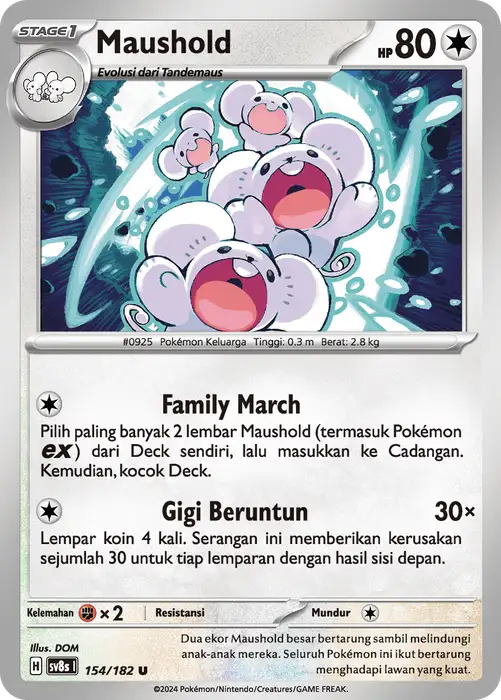 STAGE1
Maushold
HP 80
Evolusi dari Tandemaus
#0925 Pokémon Keluarga Tinggi: 0.3 m Berat: 2.8 kg
Family March
Pilih paling banyak 2 lembar Maushold (termasuk Pokémon
ex) dari Deck sendiri, lalu masukkan ke Cadangan.
Kemudian, kocok Deck.
Gigi Beruntun 30×
Lempar koin 4 kali. Serangan ini memberikan kerusakan
sejumlah 30 untuk tiap lemparan dengan hasil sisi depan.
Kelemahan ×2 Resistansi Mundur
Illus. DOM
H sv8s I 154/182 U
Dua ekor Maushold besar bertarung sambil melindungi
anak-anak mereka. Seluruh Pokémon ini ikut bertarung
menghadapi lawan yang kuat.
©2024 Pokémon/Nintendo/Creatures/GAME FREAK.